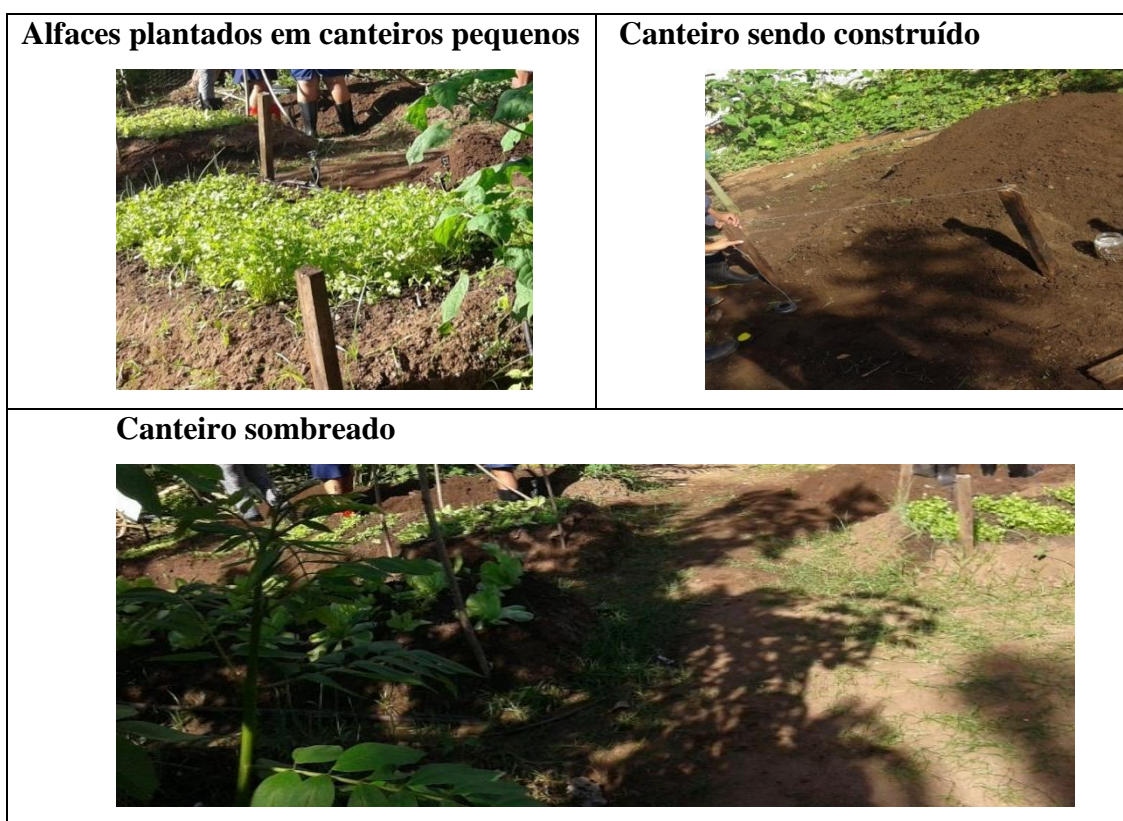 Alfaces plantados em canteiros pequenos
Canteiro sendo construído
Canteiro sombreado